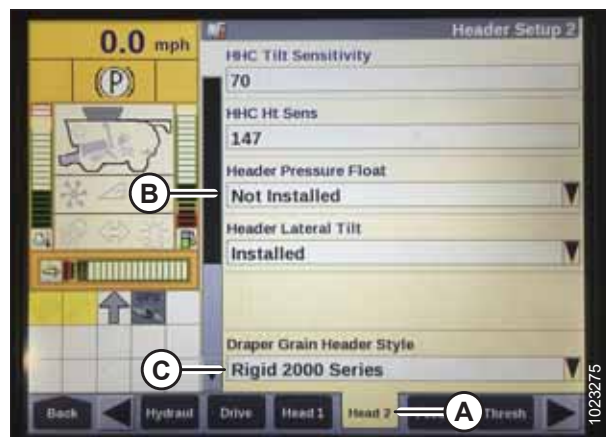 0.0 mph
Header Setup 2
(P)
HHC Tilt Sensitivity
70
HHC Ht Sens
147
Header Pressure Float
B
Not Installed
Header Lateral Tilt
Installed
Draper Grain Header Style
C
Rigid 2000 Series
Back
Hydraul
Drive
Head 1
Head 2
A
Thresh
1023275